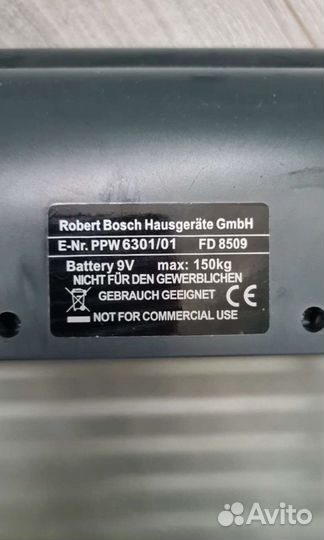 Robert Bosch Hausgeräte GmbH
E-Nr. PPW 6301/01 FD 8509
Battery 9V max: 150kg
NICHT FÜR DEN GEWERBLICHEN
GEBRAUCH GEEIGNET
NOT FOR COMMERCIAL USE
CE
Avito